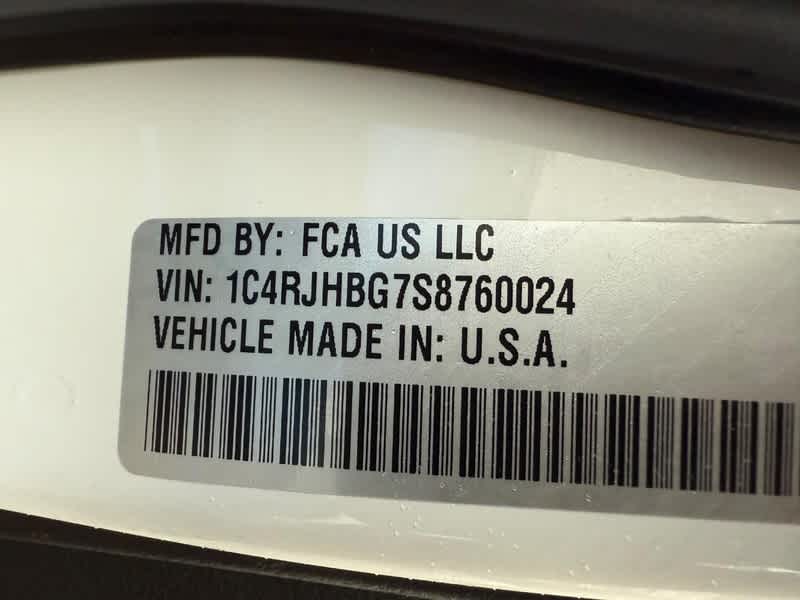 MFD BY: FCA US LLC
VIN: 1C4RJHBG7S8760024
VEHICLE MADE IN: U.S.A.